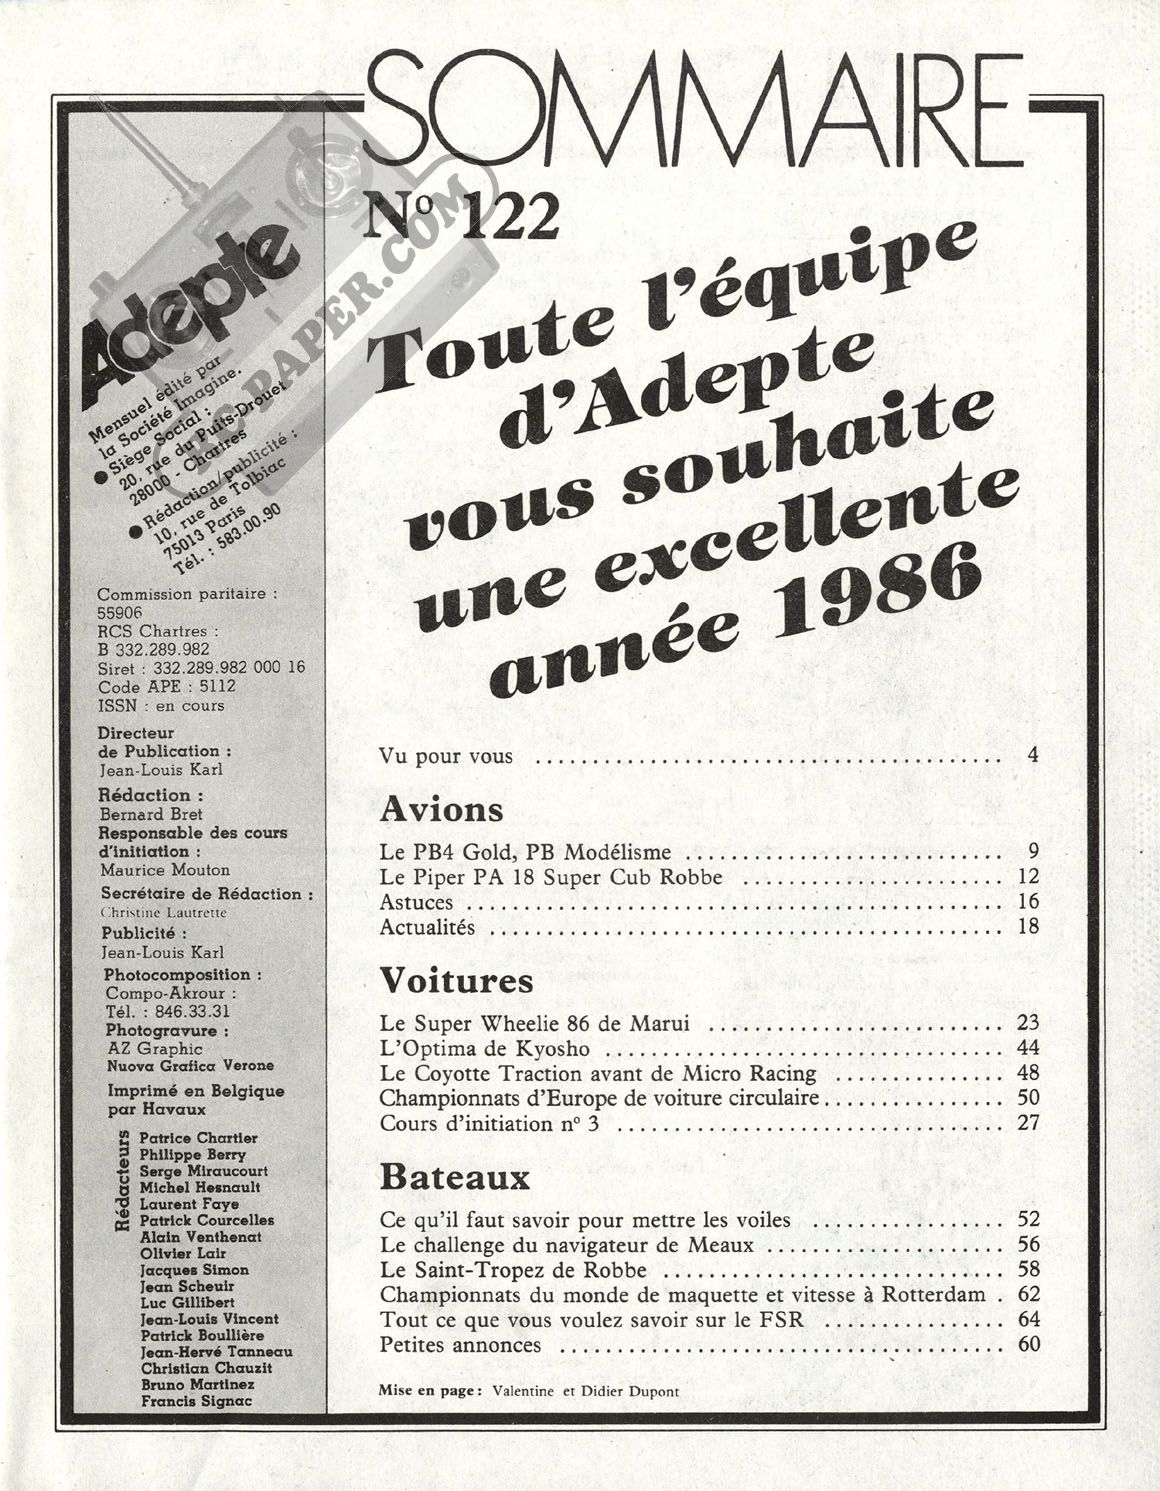 SOMMAIRE
N° 122
Toute l'équipe
d'Adepte
vous souhaite
une excellente
année 1986
Adepte
RC-PAPER.COM
Mensuel édité par
la Société Imagine.
● Siège Social :
20, rue du Puits-Drouet
28000 - Chartres
● Rédaction/publicité :
10, rue de Tolbiac
75013 Paris
Tél. : 583.00.90
Commission paritaire :
55906
RCS Chartres :
B 332.289.982
Siret : 332.289.982 000 16
Code APE : 5112
ISSN : en cours
Directeur
de Publication :
Jean-Louis Karl
Rédaction :
Bernard Bret
Responsable des cours
d'initiation :
Maurice Mouton
Secrétaire de Rédaction :
Christine Lautrette
Publicité :
Jean-Louis Karl
Photocomposition :
Compo-Akrour :
Tél. : 846.33.31
Photogravure :
AZ Graphic
Nuova Grafica Verone
Imprimé en Belgique
par Havaux
Rédacteurs
Patrice Chartier
Philippe Berry
Serge Miraucourt
Michel Hesnault
Laurent Faye
Patrick Courcelles
Alain Venthenat
Olivier Lair
Jacques Simon
Jean Scheuir
Luc Gillibert
Jean-Louis Vincent
Patrick Boullière
Jean-Hervé Tanneau
Christian Chauzit
Bruno Martinez
Francis Signac
Vu pour vous ........................................ 4
Avions
Le PB4 Gold, PB Modélisme ............................ 9
Le Piper PA 18 Super Cub Robbe ....................... 12
Astuces .............................................. 16
Actualités ........................................... 18
Voitures
Le Super Wheelie 86 de Marui ......................... 23
L'Optima de Kyosho ................................... 44
Le Coyotte Traction avant de Micro Racing ............... 48
Championnats d'Europe de voiture circulaire ................ 50
Cours d'initiation n° 3 ................................. 27
Bateaux
Ce qu'il faut savoir pour mettre les voiles ................. 52
Le challenge du navigateur de Meaux ..................... 56
Le Saint-Tropez de Robbe .............................. 58
Championnats du monde de maquette et vitesse à Rotterdam . 62
Tout ce que vous voulez savoir sur le FSR ................ 64
Petites annonces ....................................... 60
Mise en page : Valentine et Didier Dupont